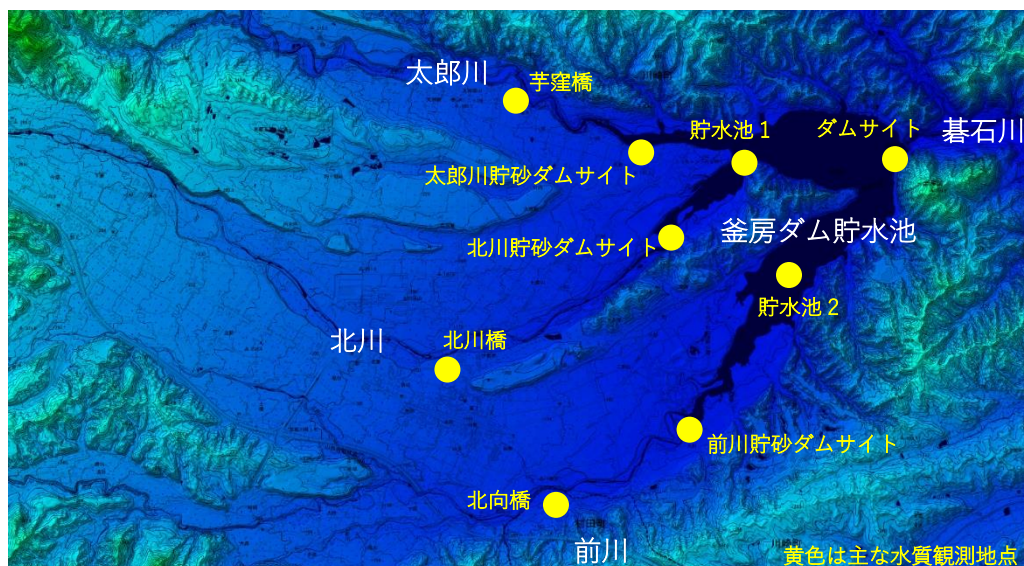 太郎川
芋窪橋
貯水池1
ダムサイト
碁石川
太郎川貯砂ダムサイト
北川貯砂ダムサイト
釜房ダム貯水池
貯水池2
北川
北川橋
前川貯砂ダムサイト
北向橋
前川
黄色は主な水質観測地点